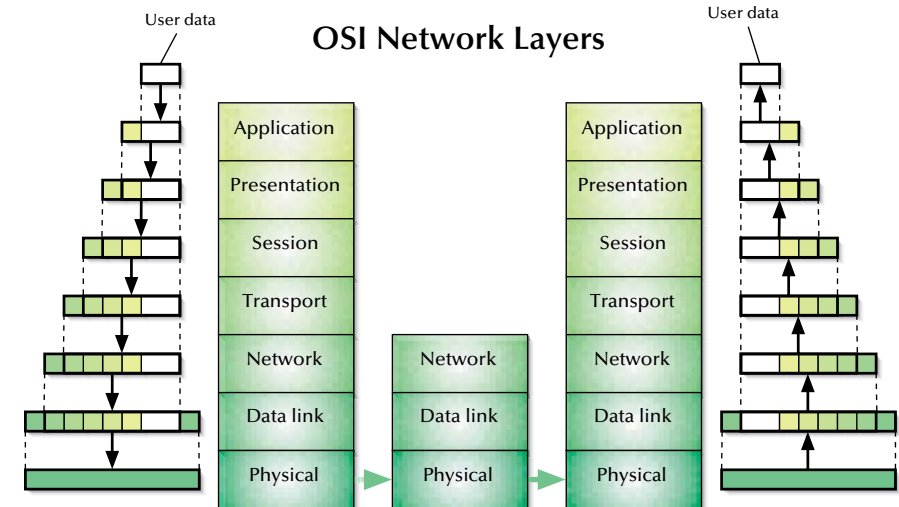 User data
OSI Network Layers
User data
Application
Presentation
Session
Transport
Network
Data link
Physical
Network
Data link
Physical
Application
Presentation
Session
Transport
Network
Data link
Physical